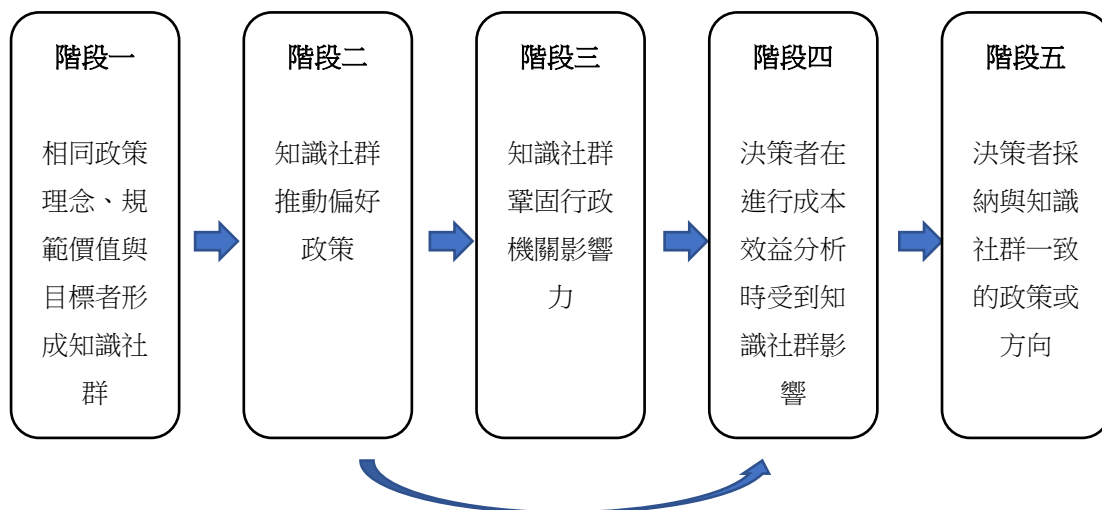 階段一
相同政策
理念、規
範價值與
目標者形
成知識社
群
階段二
知識社群
推動偏好
政策
階段三
知識社群
鞏固行政
機關影響
力
階段四
決策者在
進行成本
效益分析
時受到知
識社群影
響
階段五
決策者採
納與知識
社群一致
的政策或
方向